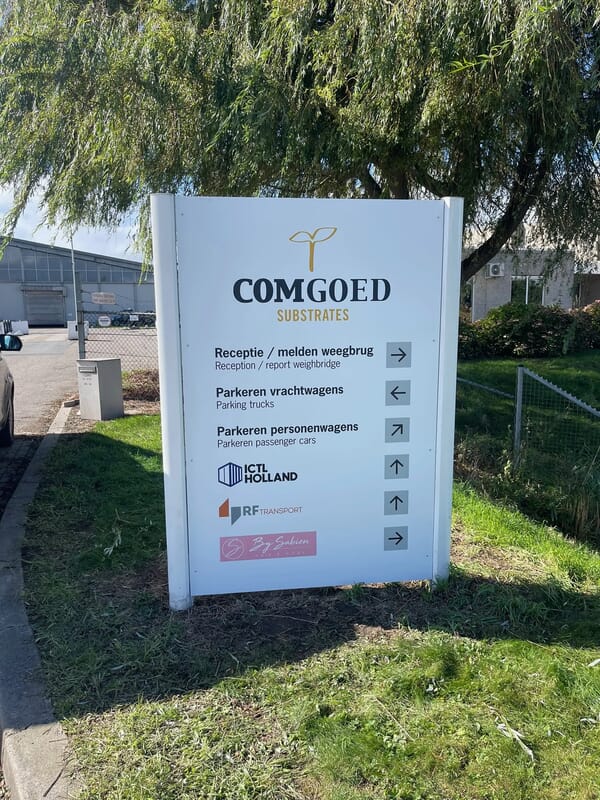 COMGOED
SUBSTRATES
Receptie / melden weegbrug
Reception / report weighbridge
Parkeren vrachtwagens
Parking trucks
Parkeren personenwagens
Parkeren passenger cars
ICTL
HOLLAND
RF TRANSPORT
By Sabien